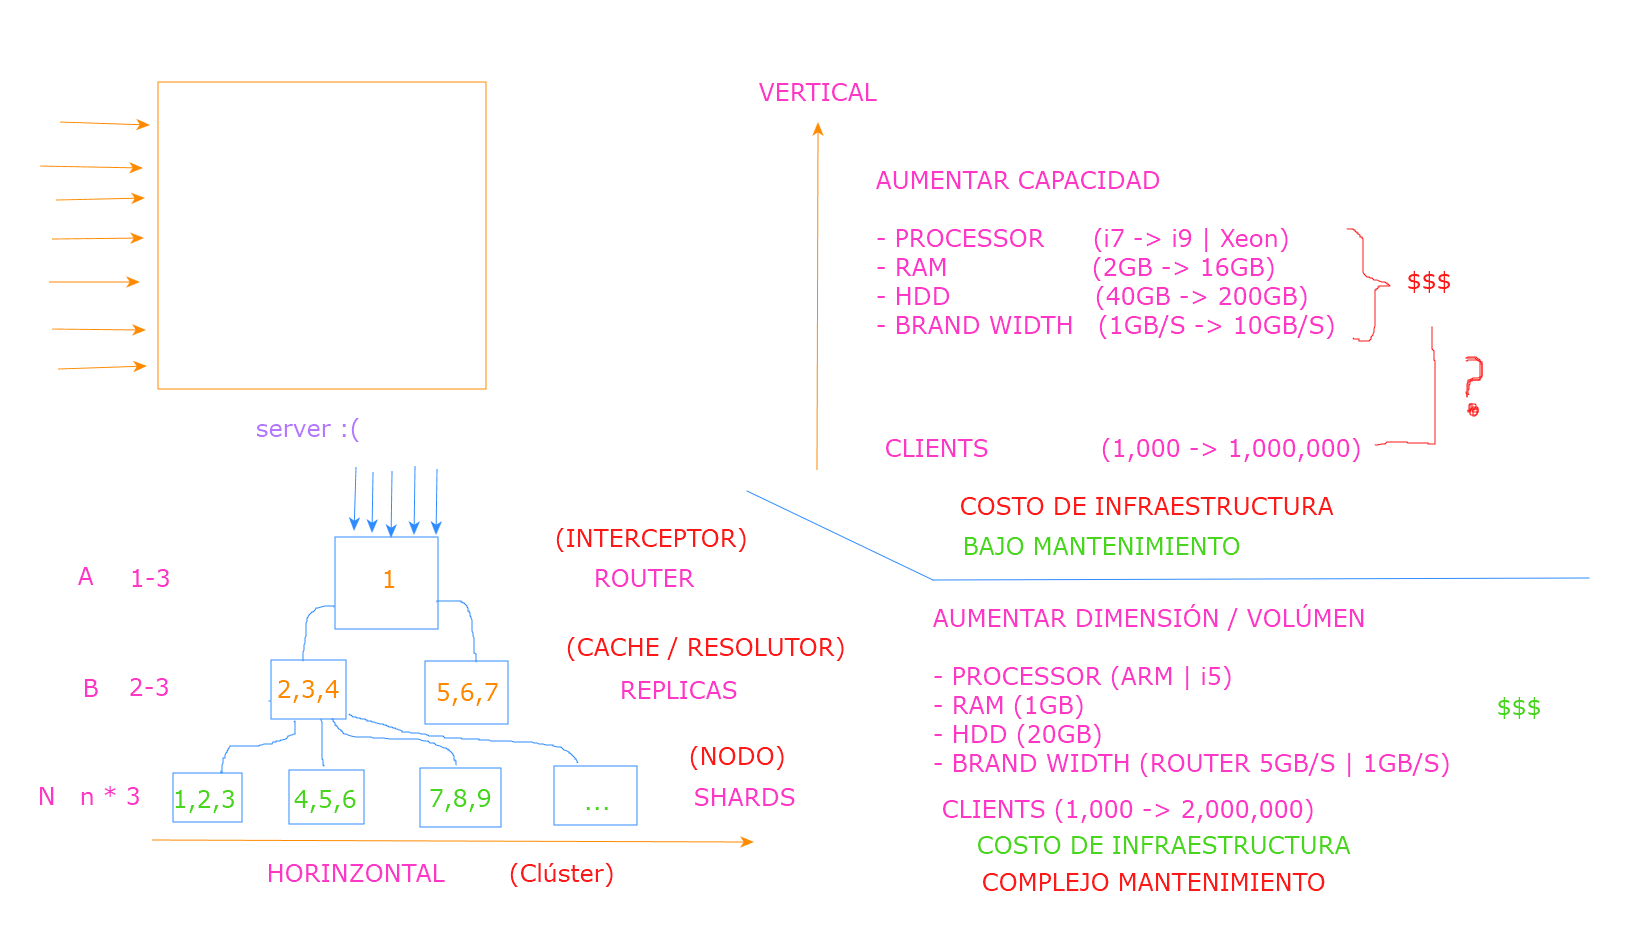 VERTICAL
AUMENTAR CAPACIDAD
- PROCESSOR (i7 -> i9 | Xeon)
- RAM (2GB -> 16GB)
- HDD (40GB -> 200GB)
- BRAND WIDTH (1GB/S -> 10GB/S)
$$$
?
CLIENTS (1,000 -> 1,000,000)
COSTO DE INFRAESTRUCTURA
BAJO MANTENIMIENTO
server :(
(INTERCEPTOR)
A 1-3 1 ROUTER
(CACHE / RESOLUTOR)
B 2-3 2,3,4 5,6,7 REPLICAS
(NODO)
N n * 3 1,2,3 4,5,6 7,8,9 ... SHARDS
HORINZONTAL (Clúster)
AUMENTAR DIMENSIÓN / VOLÚMEN
- PROCESSOR (ARM | i5)
- RAM (1GB)
- HDD (20GB)
- BRAND WIDTH (ROUTER 5GB/S | 1GB/S)
$$$
CLIENTS (1,000 -> 2,000,000)
COSTO DE INFRAESTRUCTURA
COMPLEJO MANTENIMIENTO